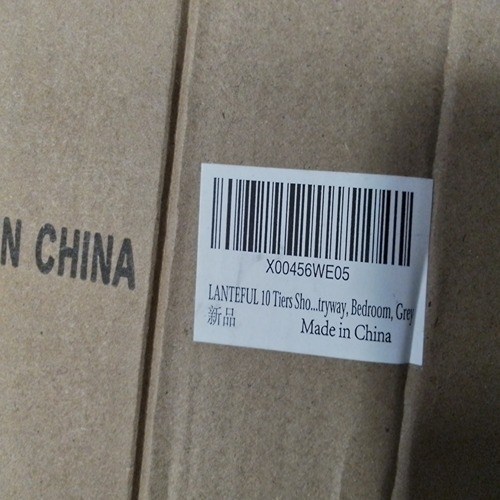 N CHINA
X00456WE05
LANTEFUL 10 Tiers Sho...tryway, Bedroom, Grey
新品
Made in China